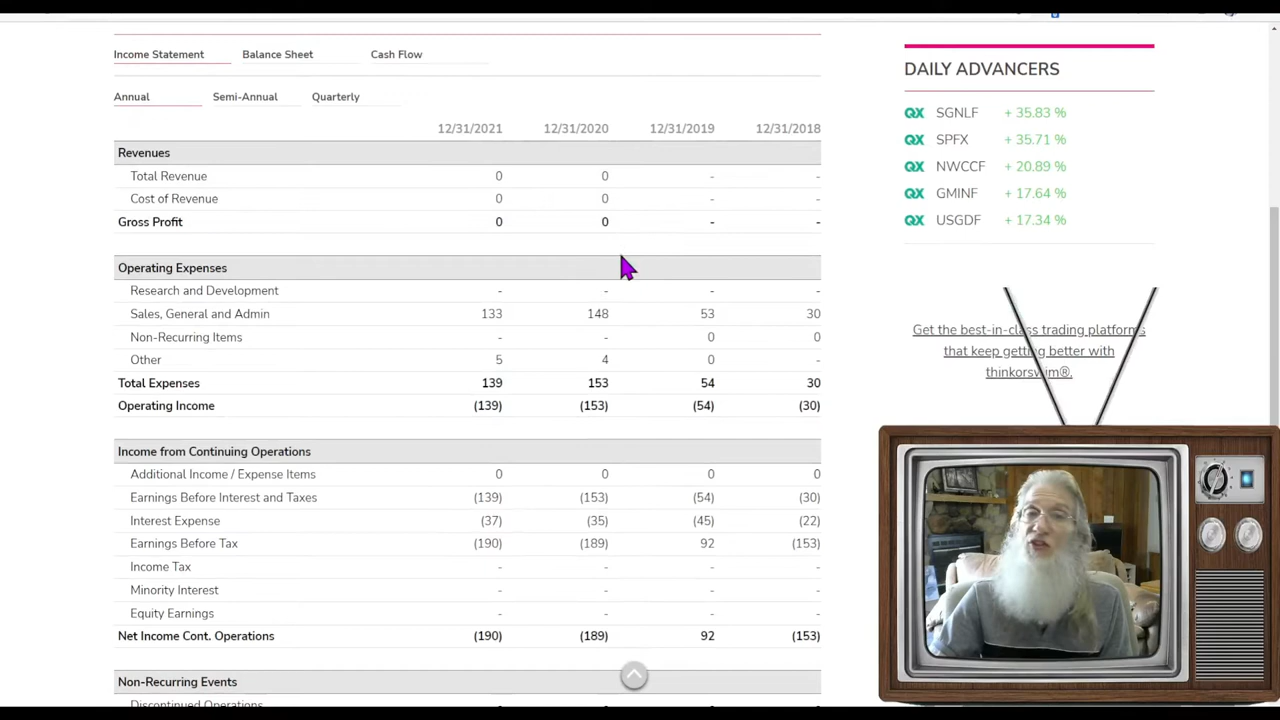 Income Statement Balance Sheet Cash Flow
Annual Semi-Annual Quarterly
12/31/2021 12/31/2020 12/31/2019 12/31/2018
Revenues
Total Revenue 0 0 - -
Cost of Revenue 0 0 - -
Gross Profit 0 0 - -
Operating Expenses
Research and Development - - - -
Sales, General and Admin 133 148 53 30
Non-Recurring Items - - 0 0
Other 5 4 0 -
Total Expenses 139 153 54 30
Operating Income (139) (153) (54) (30)
Income from Continuing Operations
Additional Income / Expense Items 0 0 0 0
Earnings Before Interest and Taxes (139) (153) (54) (30)
Interest Expense (37) (35) (45) (22)
Earnings Before Tax (190) (189) 92 (153)
Income Tax - - - -
Minority Interest - - - -
Equity Earnings - - - -
Net Income Cont. Operations (190) (189) 92 (153)
Non-Recurring Events
Discontinued Operations
DAILY ADVANCERS
QX SGNLF + 35.83 %
QX SPFX + 35.71 %
QX NWCCF + 20.89 %
QX GMINF + 17.64 %
QX USGDF + 17.34 %
Get the best-in-class trading platforms
that keep getting better with
thinkorswim®.